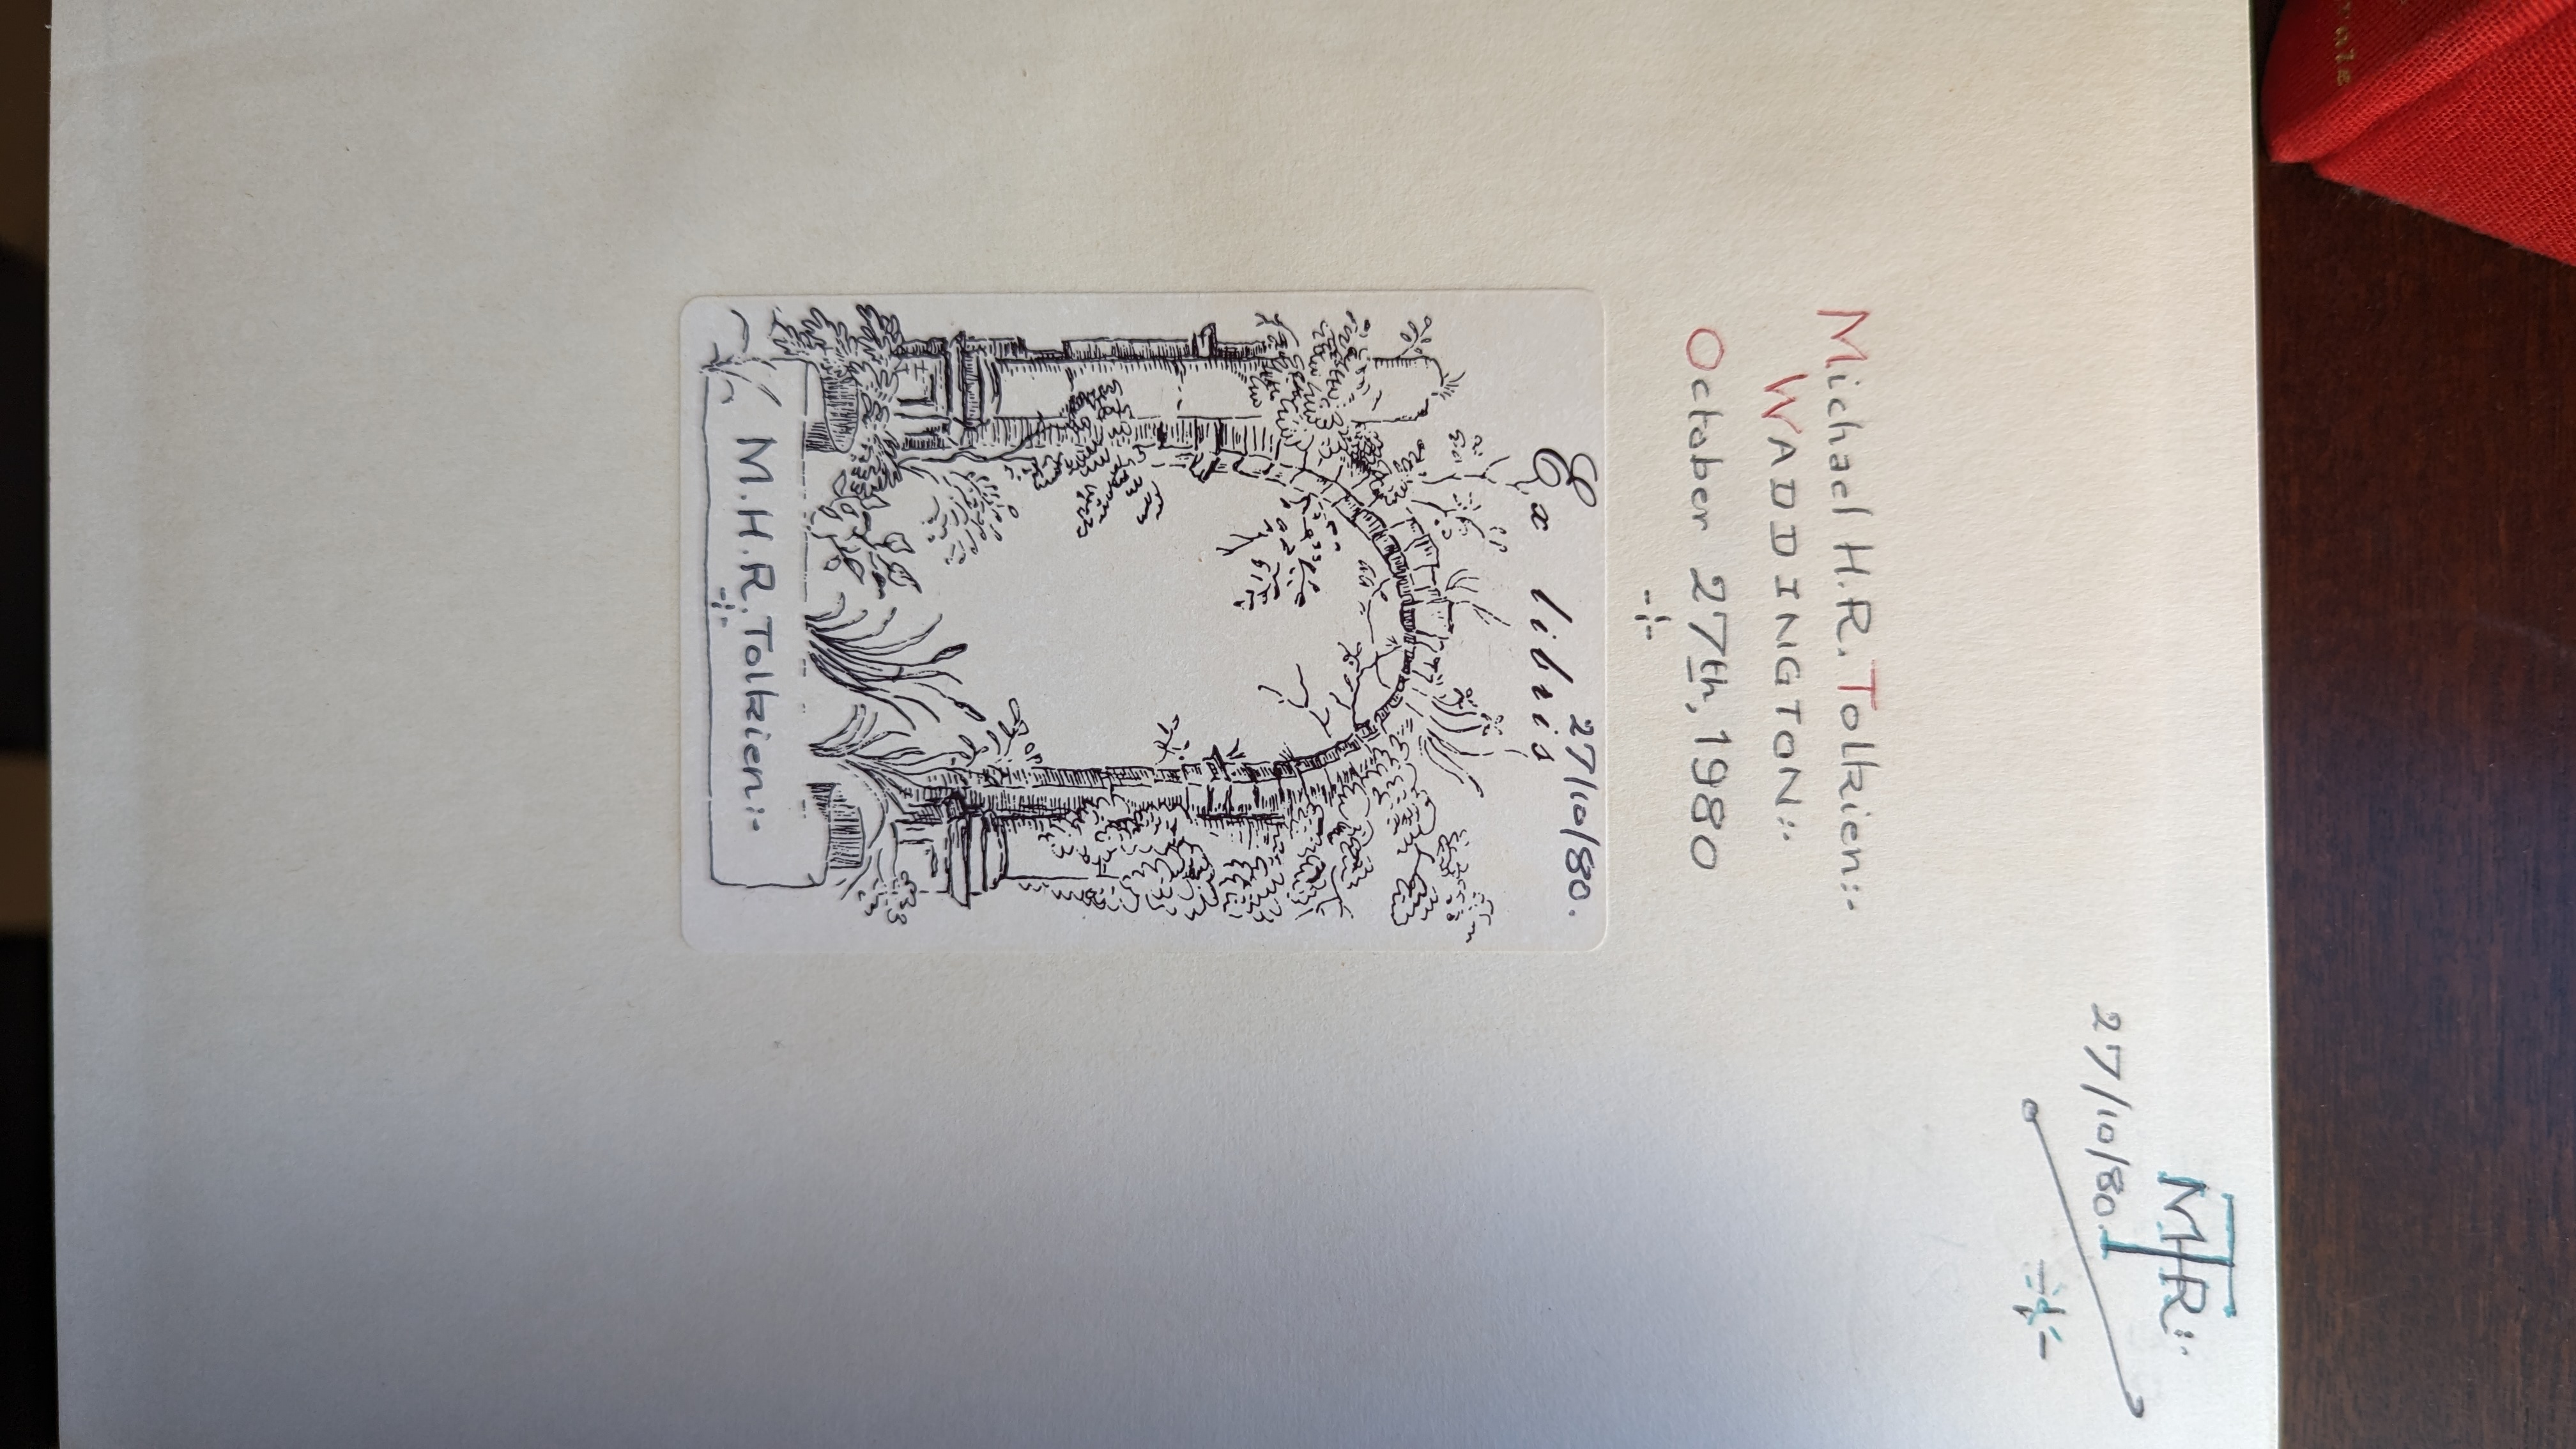 MHRT:·
27/10/80.
Michael H.R. Tolkien:·
WADDINGTON:·
October 27th, 1980
27/10/80.
Ex libris
M.H.R. Tolkien:·